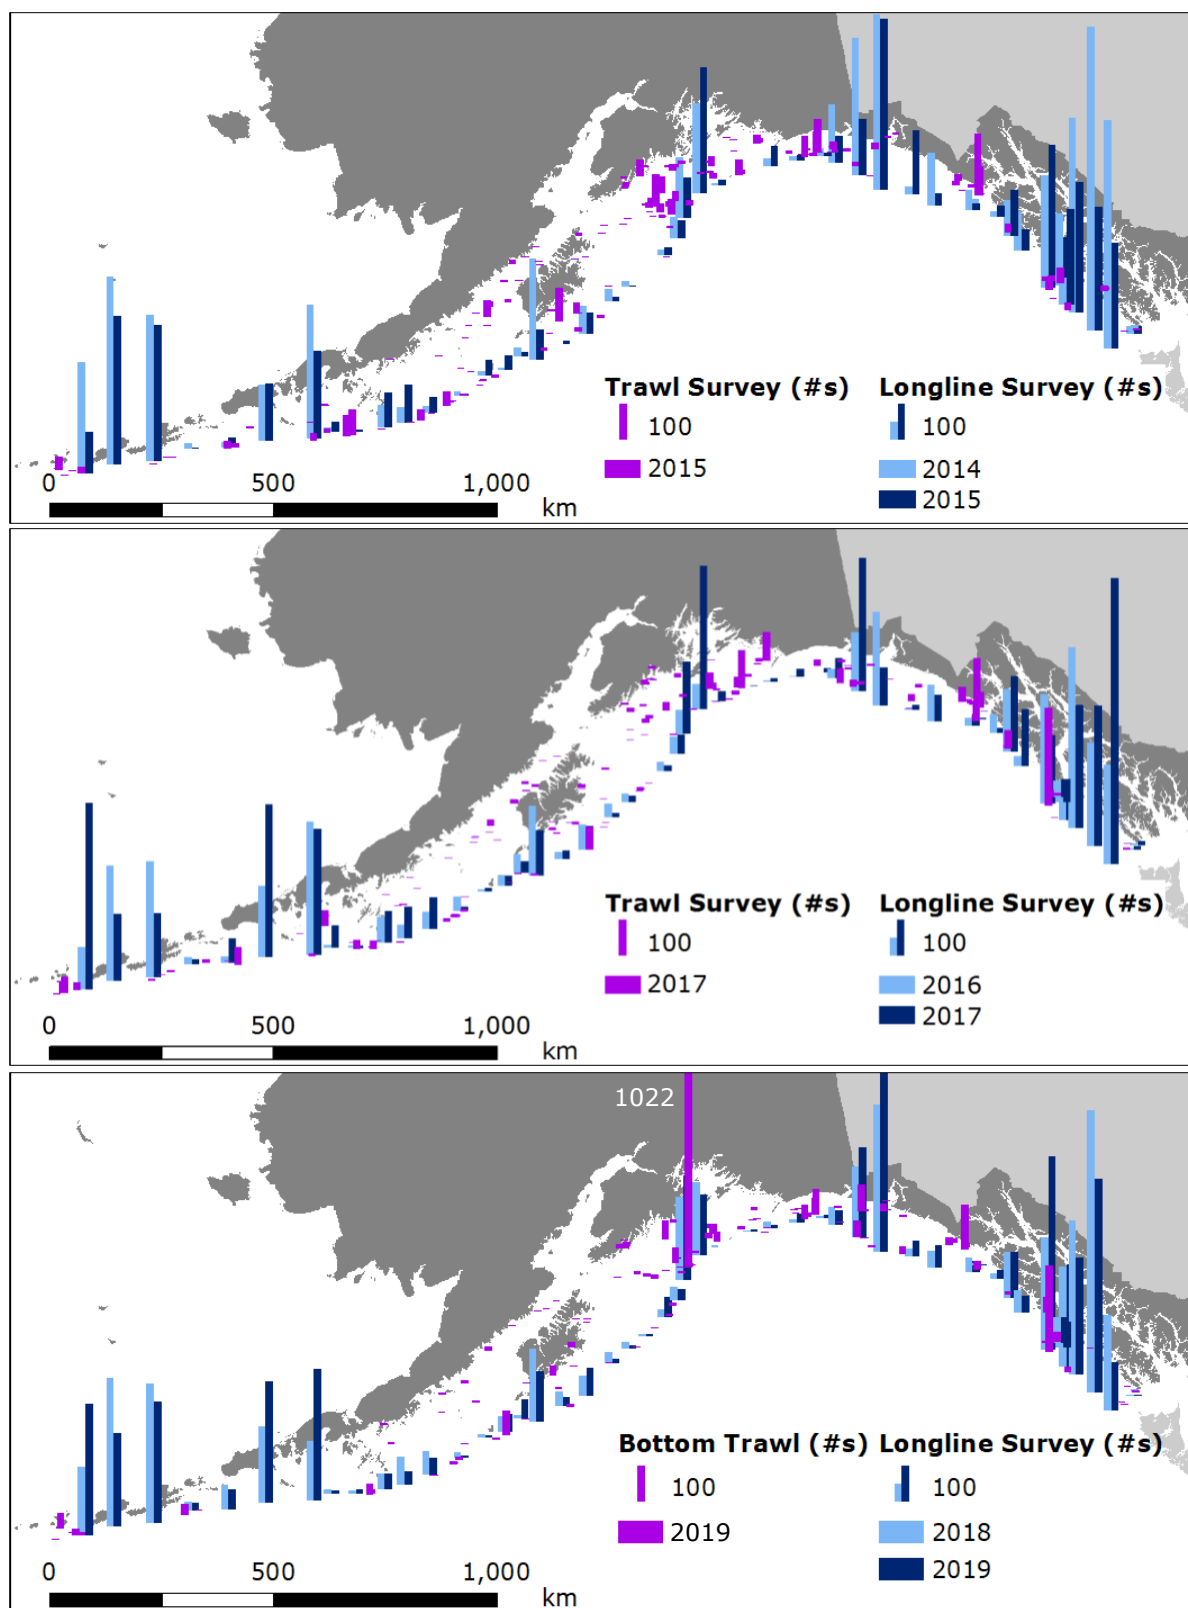 Trawl Survey (#s) Longline Survey (#s)
100 100
2015 2014
2015
0 500 1,000
km
Trawl Survey (#s) Longline Survey (#s)
100 100
2017 2016
2017
0 500 1,000
km
1022
Bottom Trawl (#s) Longline Survey (#s)
100 100
2019 2018
2019
0 500 1,000
km